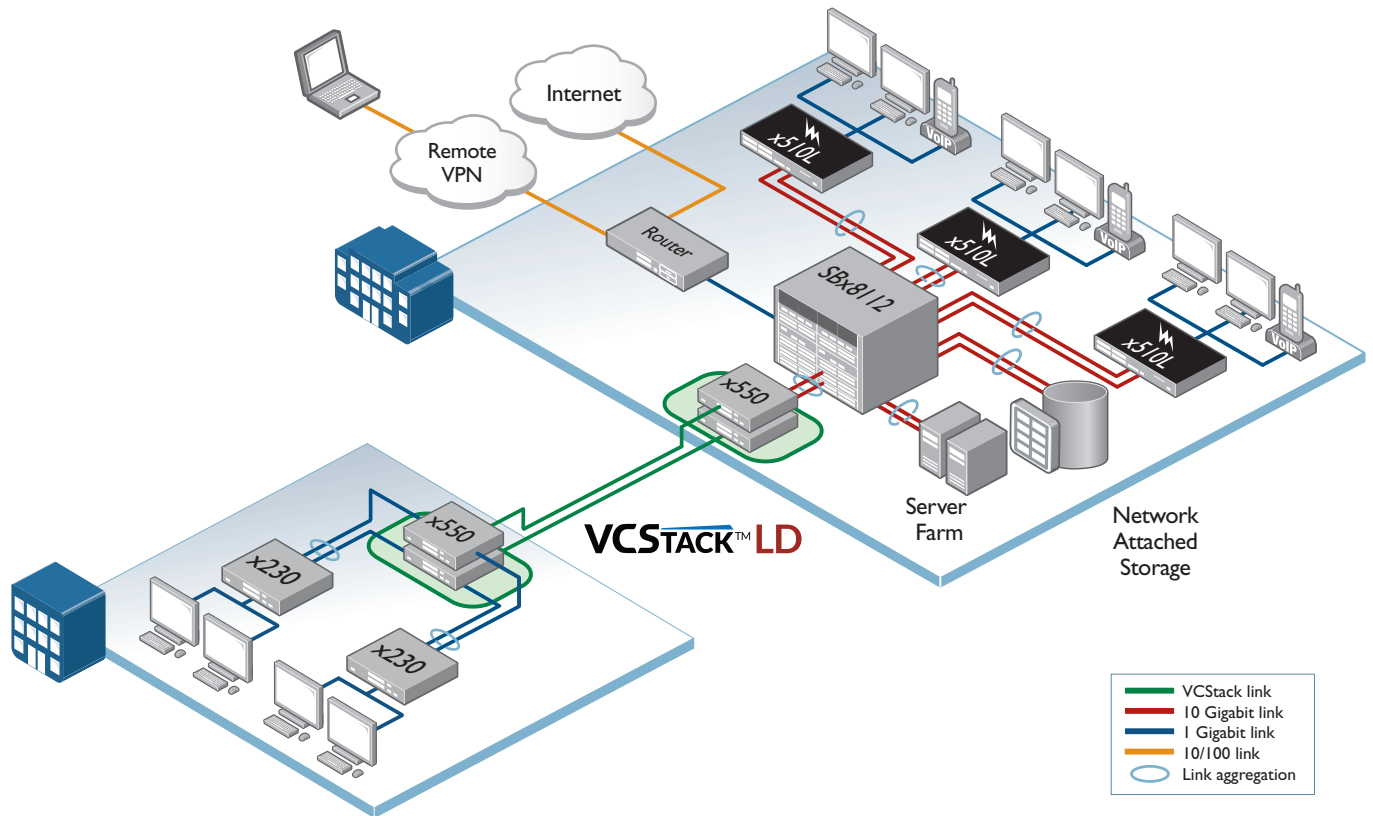 Internet
Remote
VPN
Router
x510L
VoIP
x510L
VoIP
x510L
VoIP
SBx8112
x550
Server
Farm
Network
Attached
Storage
VCSTACK™ LD
x550
x230
x230
VCStack link
10 Gigabit link
1 Gigabit link
10/100 link
Link aggregation